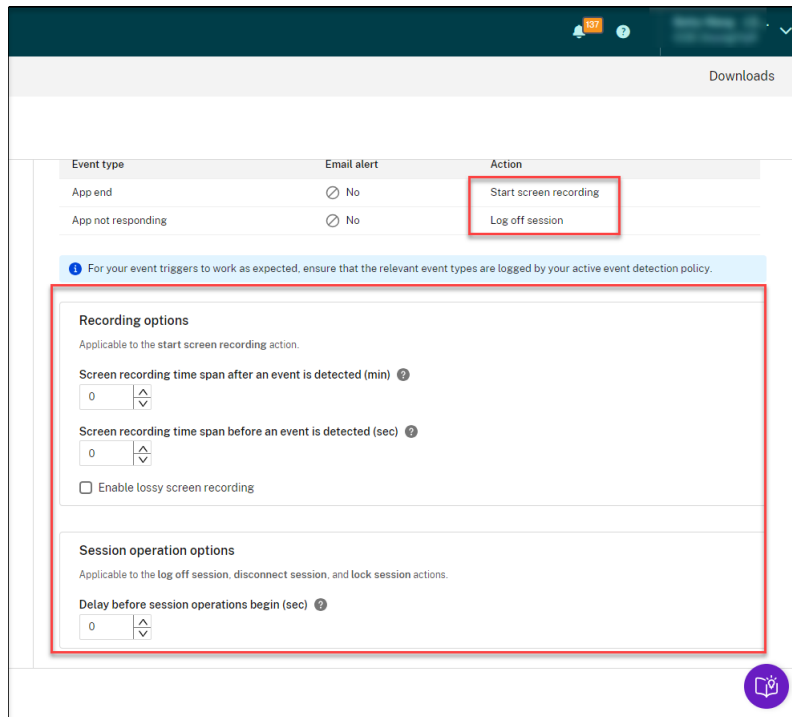 137
?
Downloads
Event type Email alert Action
App end No Start screen recording
App not responding No Log off session
i For your event triggers to work as expected, ensure that the relevant event types are logged by your active event detection policy.
Recording options
Applicable to the start screen recording action.
Screen recording time span after an event is detected (min) ?
0
Screen recording time span before an event is detected (sec) ?
0
Enable lossy screen recording
Session operation options
Applicable to the log off session, disconnect session, and lock session actions.
Delay before session operations begin (sec) ?
0